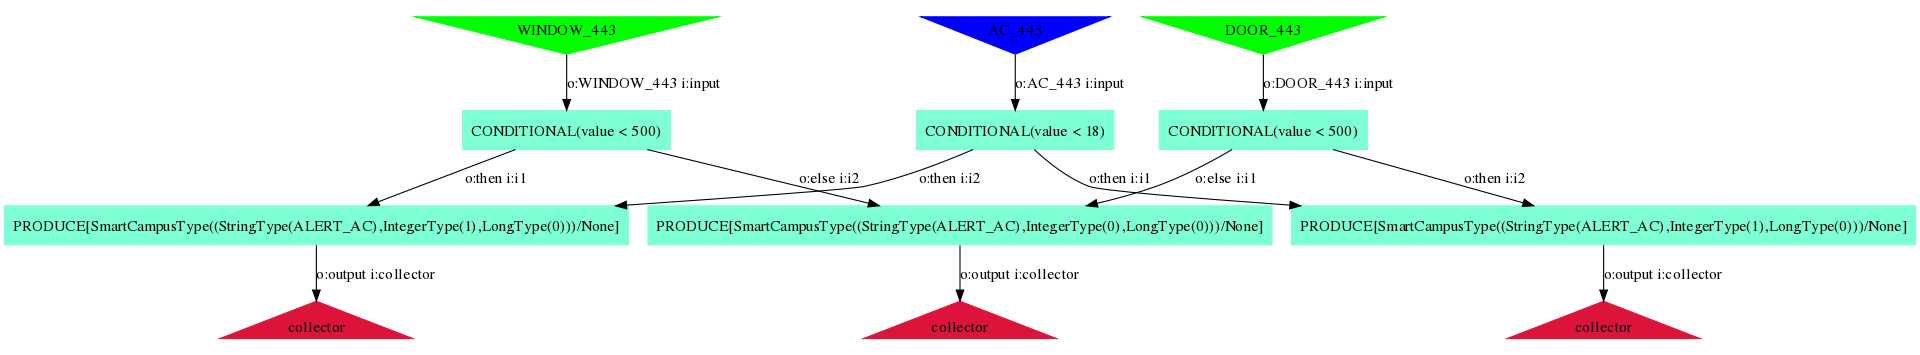 WINDOW_443
AC_443
DOOR_443
o:WINDOW_443 i:input
o:AC_443 i:input
o:DOOR_443 i:input
CONDITIONAL(value < 500)
CONDITIONAL(value < 18)
CONDITIONAL(value < 500)
o:then i:i1
o:else i:i2
o:then i:i2
o:then i:i1
o:else i:i1
o:then i:i2
PRODUCE[SmartCampusType((StringType(ALERT_AC),IntegerType(1),LongType(0)))/None]
PRODUCE[SmartCampusType((StringType(ALERT_AC),IntegerType(0),LongType(0)))/None]
PRODUCE[SmartCampusType((StringType(ALERT_AC),IntegerType(1),LongType(0)))/None]
o:output i:collector
o:output i:collector
o:output i:collector
collector
collector
collector